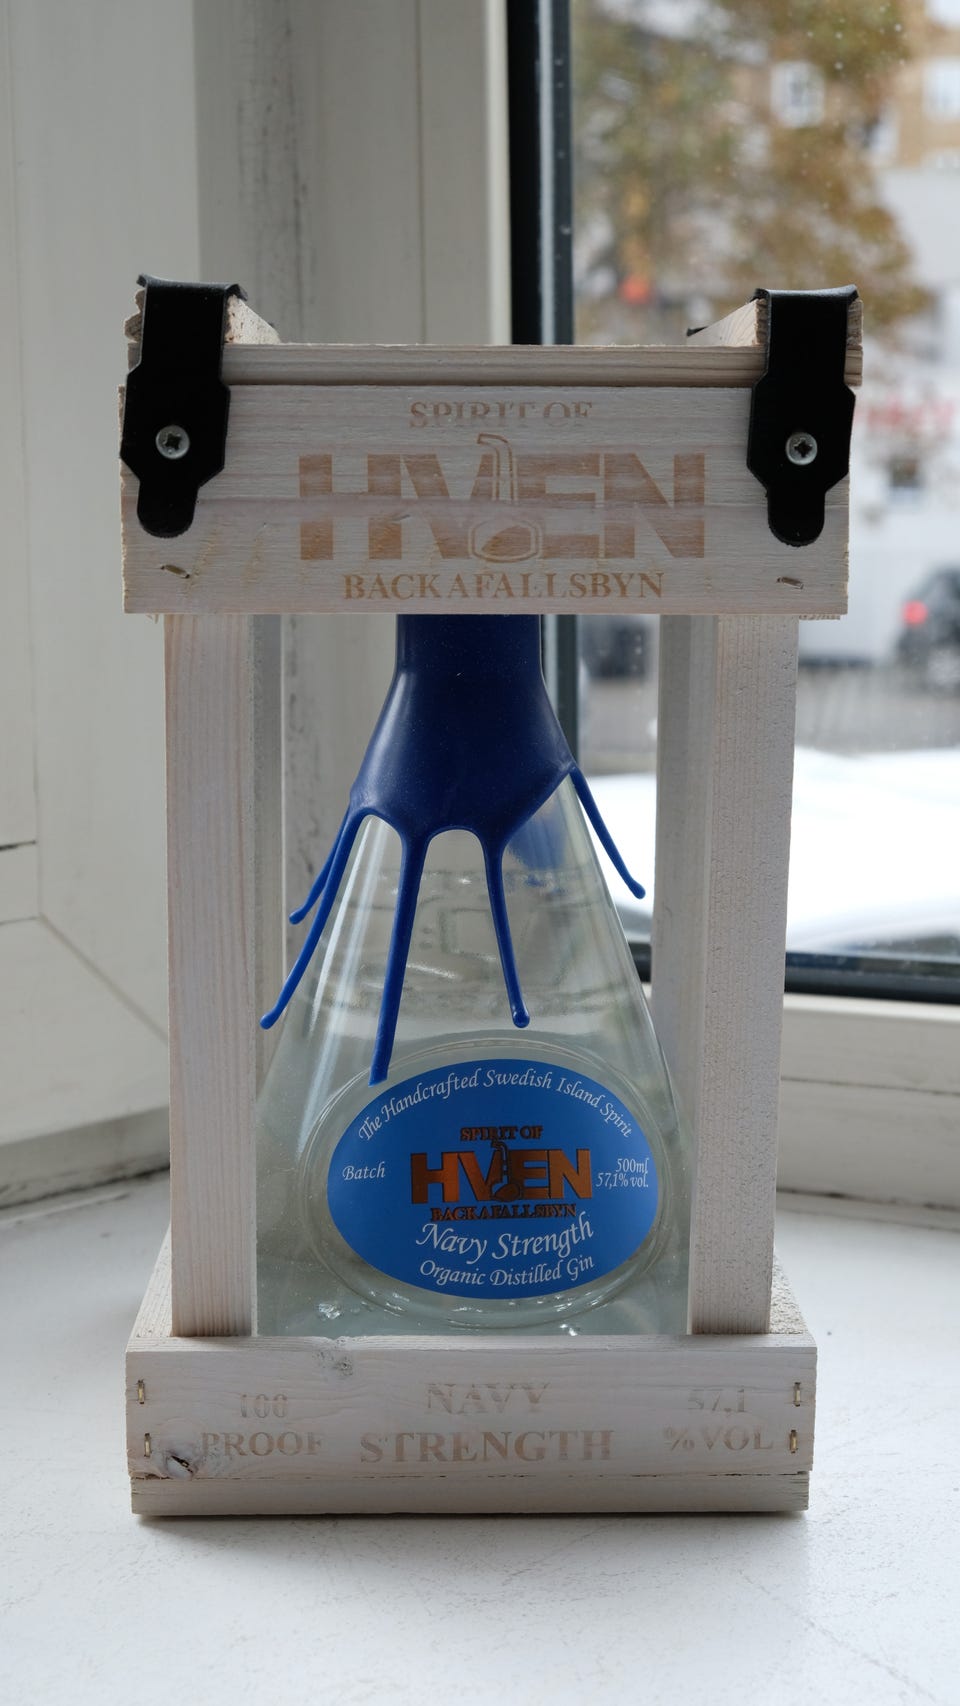 SPIRIT OF
HVEN
BACKAFALLSBYN
The Handcrafted Swedish Island Spirit
SPIRIT OF
HVEN
BACKAFALLSBYN
Batch
500ml
57,1% vol.
Navy Strength
Organic Distilled Gin
100
PROOF
NAVY
STRENGTH
57,1
%VOL